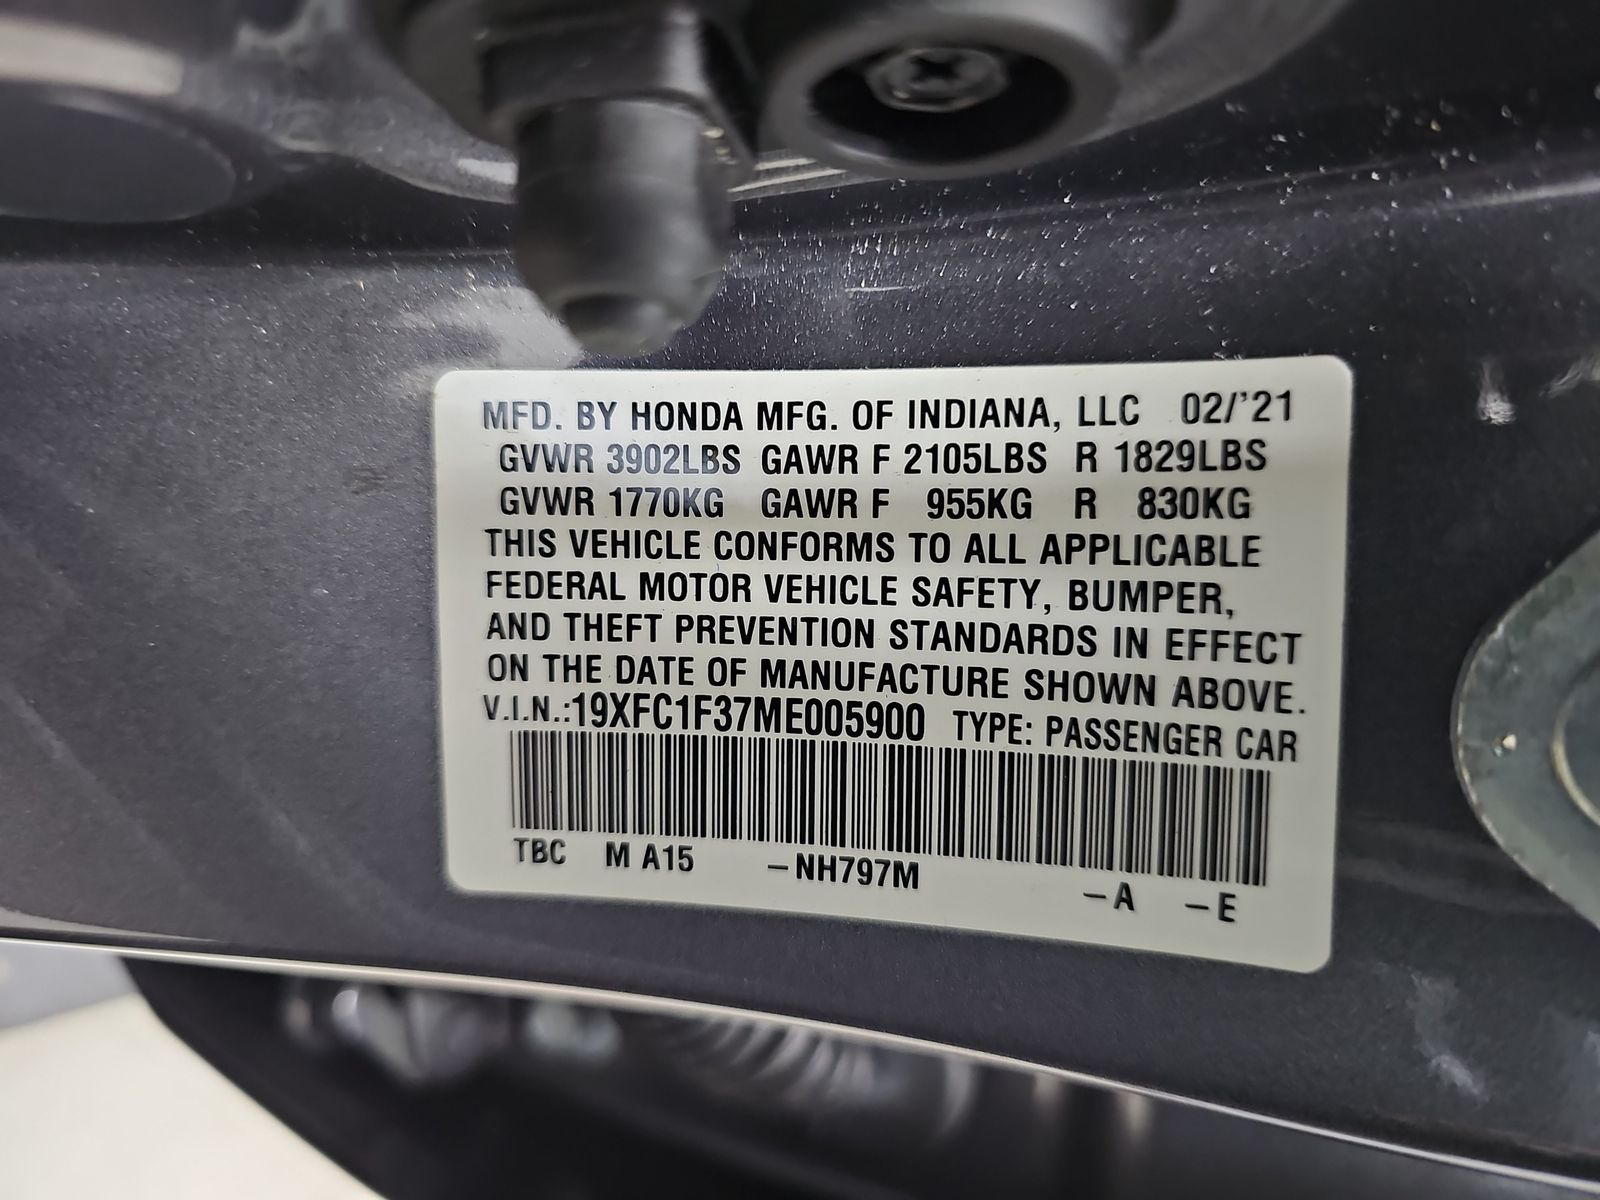 MFD. BY HONDA MFG. OF INDIANA, LLC 02/'21
GVWR 3902LBS GAWR F 2105LBS R 1829LBS
GVWR 1770KG GAWR F 955KG R 830KG
THIS VEHICLE CONFORMS TO ALL APPLICABLE
FEDERAL MOTOR VEHICLE SAFETY, BUMPER,
AND THEFT PREVENTION STANDARDS IN EFFECT
ON THE DATE OF MANUFACTURE SHOWN ABOVE.
V.I.N.:19XFC1F37ME005900 TYPE: PASSENGER CAR
TBC M A15 -NH797M -A -E